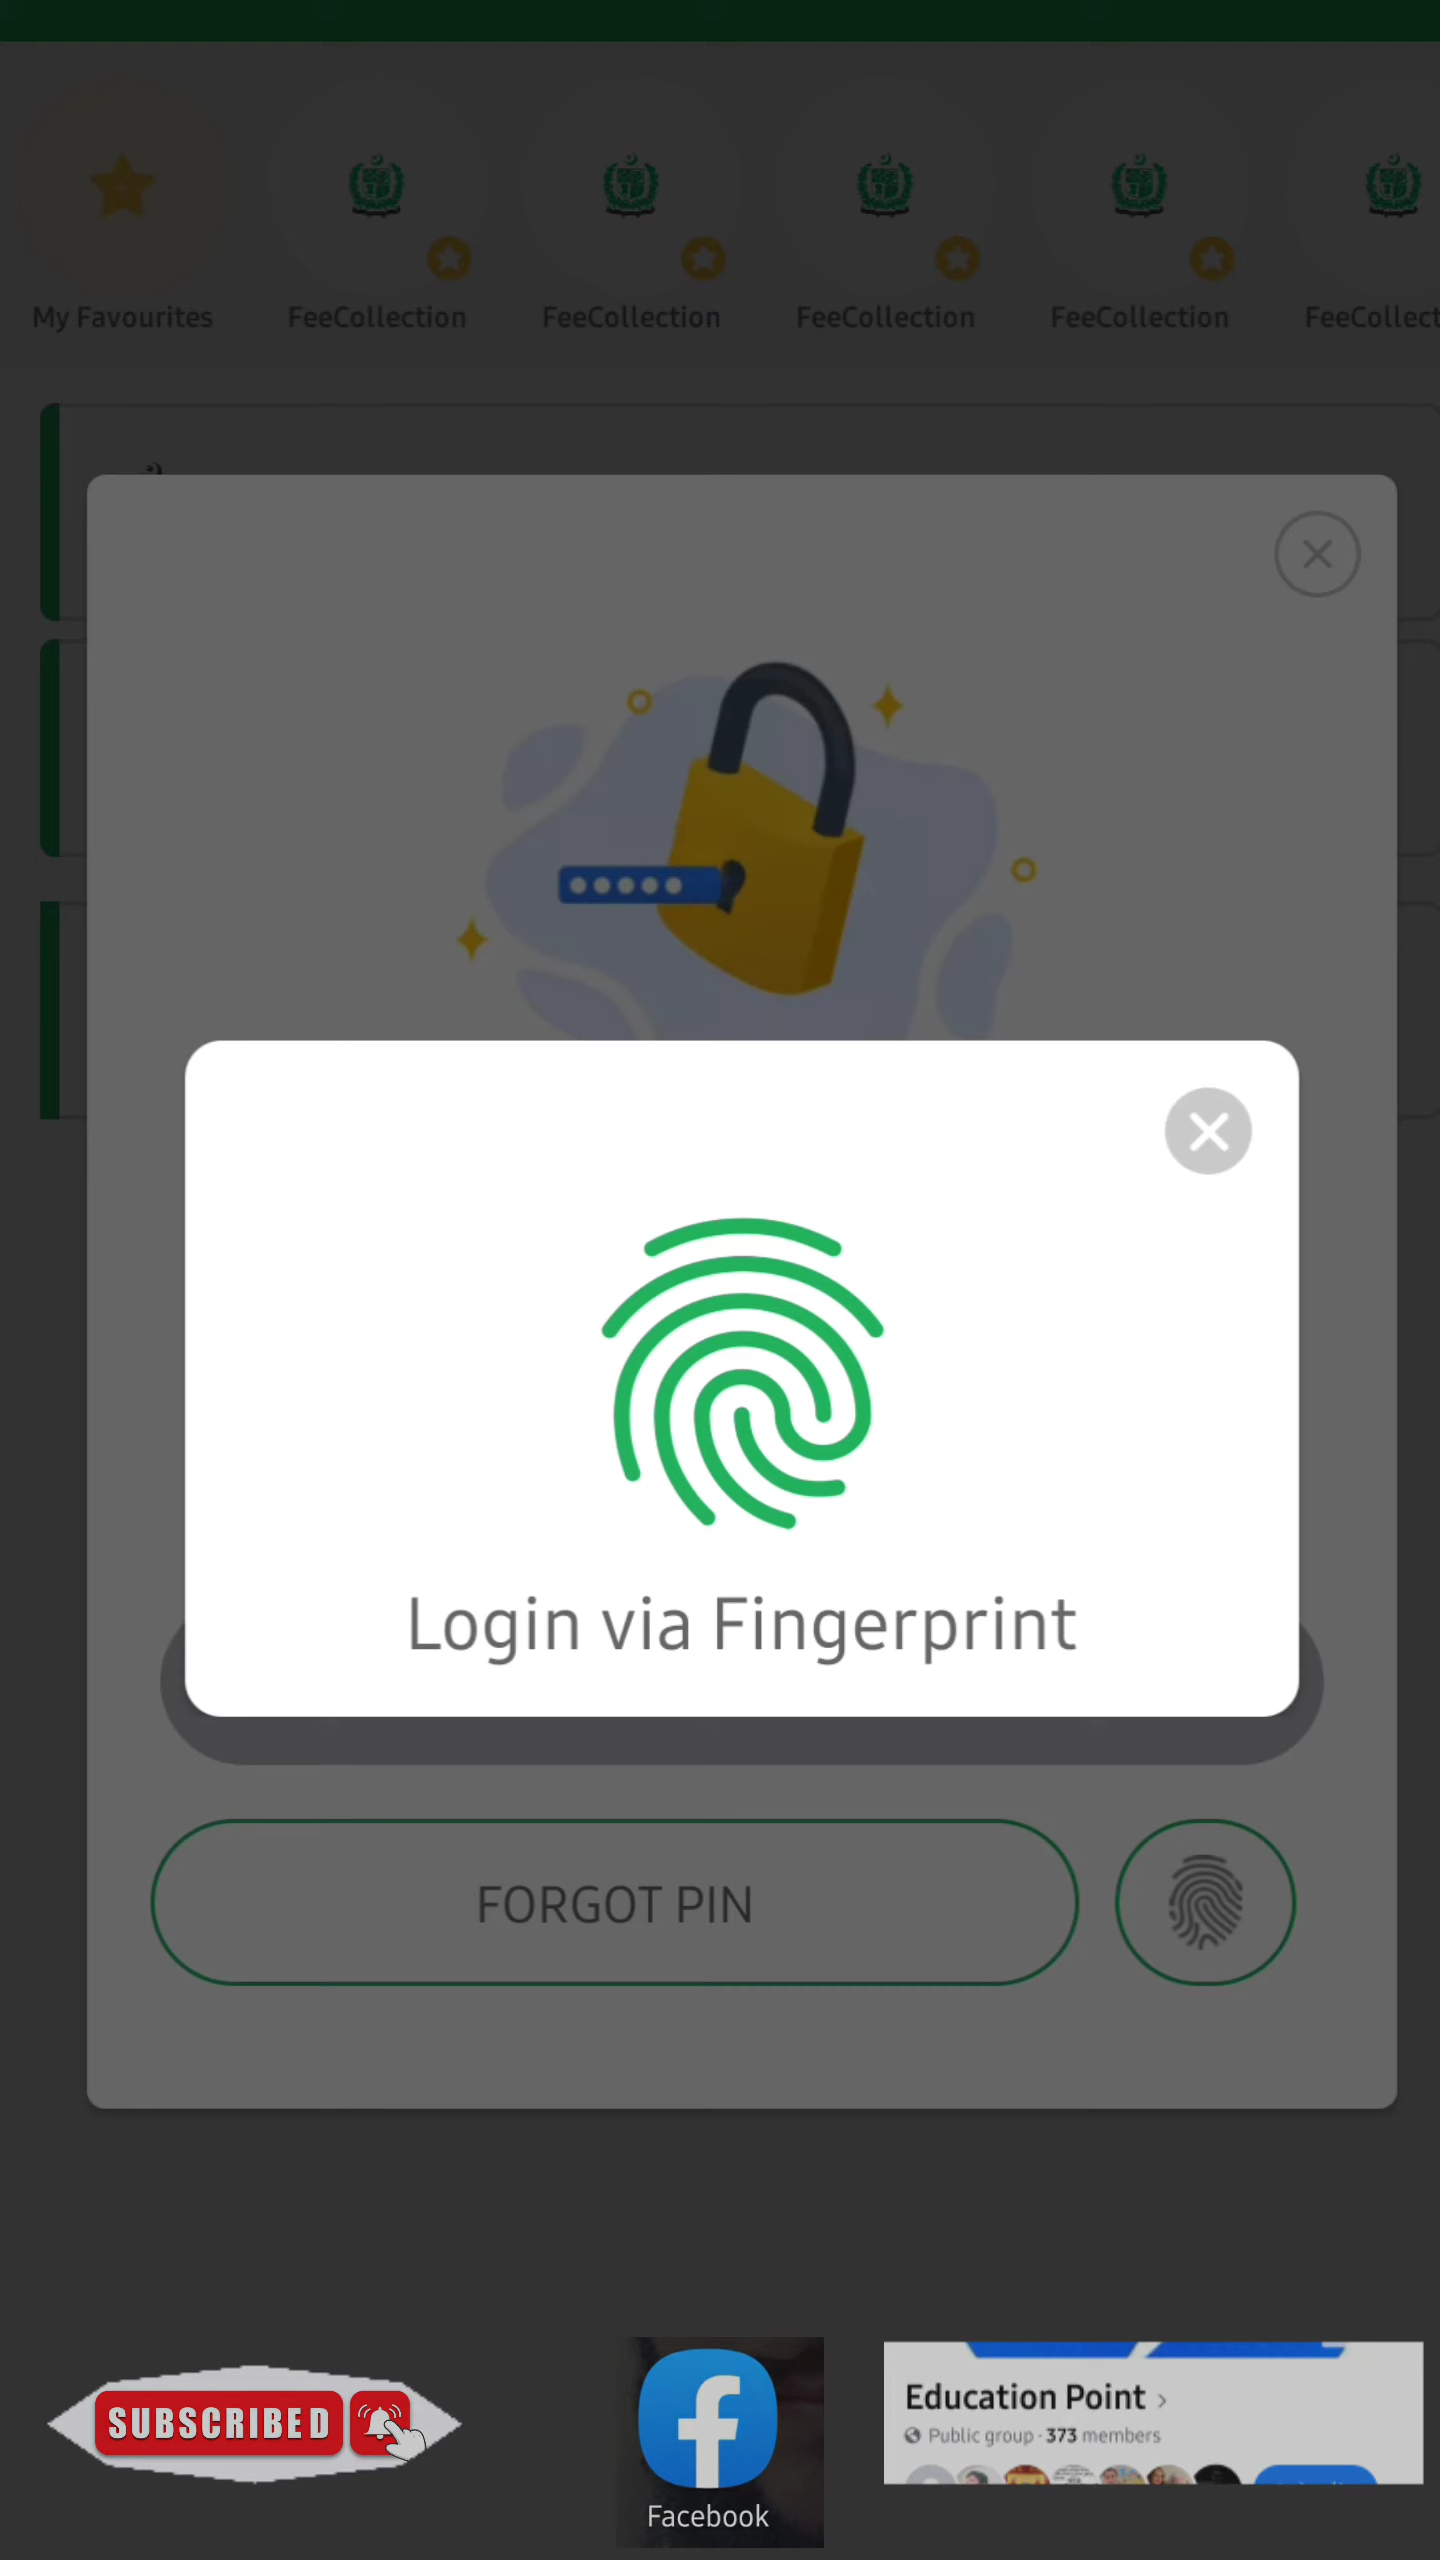 My Favourites
FeeCollection
FeeCollection
FeeCollection
FeeCollection
FeeCollect
Login via Fingerprint
FORGOT PIN
SUBSCRIBED
Facebook
Education Point
Public group · 373 members